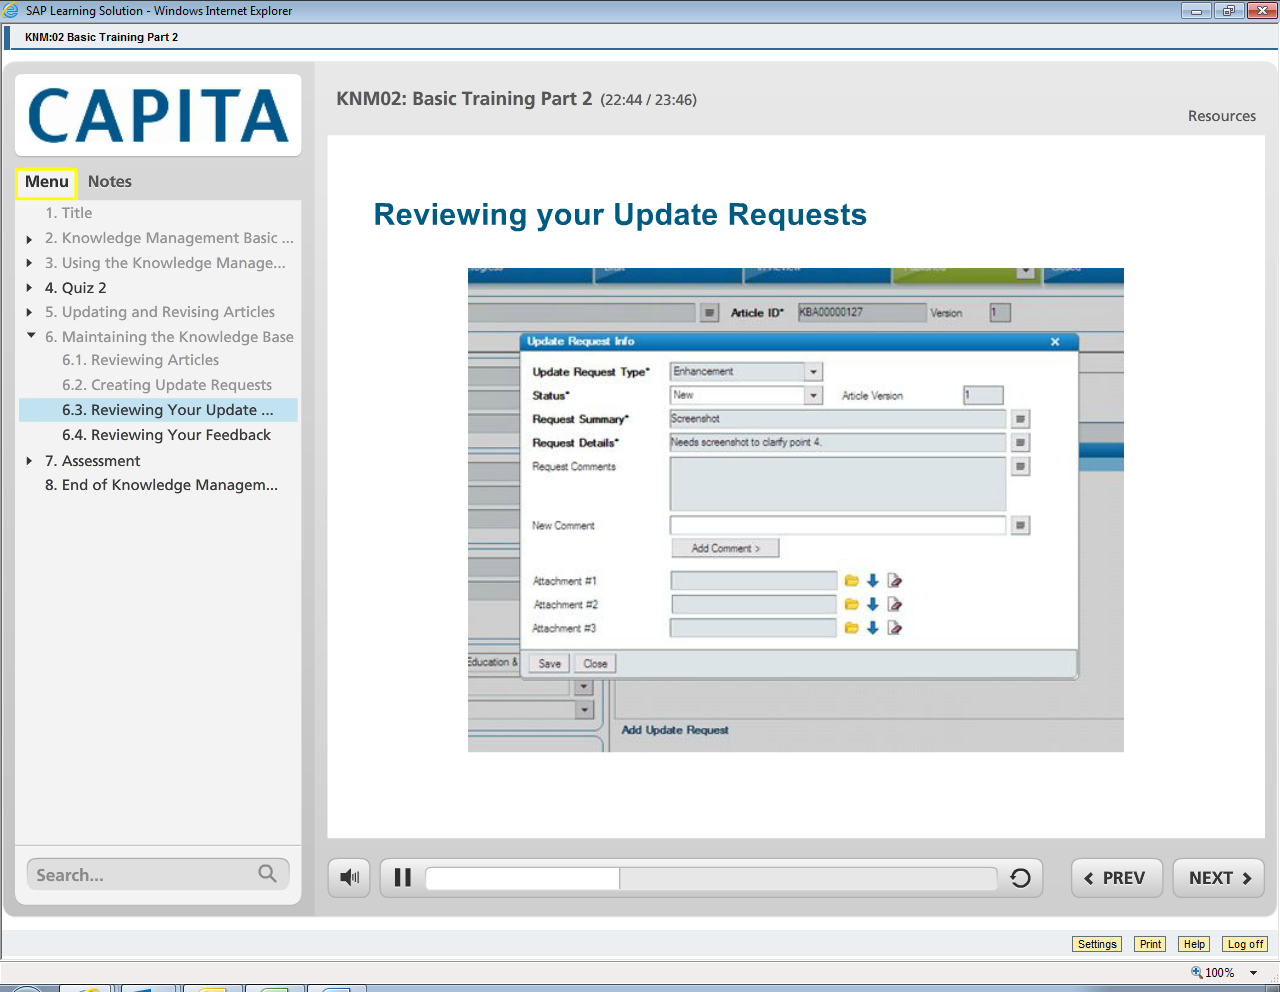 SAP Learning Solution - Windows Internet Explorer
KNM:02 Basic Training Part 2
CAPITA
KNM02: Basic Training Part 2 (22:44 / 23:46)
Resources
Menu Notes
1. Title
2. Knowledge Management Basic ...
3. Using the Knowledge Manage...
4. Quiz 2
5. Updating and Revising Articles
6. Maintaining the Knowledge Base
6.1. Reviewing Articles
6.2. Creating Update Requests
6.3. Reviewing Your Update ...
6.4. Reviewing Your Feedback
7. Assessment
8. End of Knowledge Managem...
Search...
Reviewing your Update Requests
Article ID* KBA00000127 Version 1
Update Request Info
Update Request Type* Enhancement
Status* New Article Version 1
Request Summary* Screenshot
Request Details* Needs screenshot to clarify point 4.
Request Comments
New Comment
Add Comment >
Attachment #1
Attachment #2
Attachment #3
Education &
Save Close
Add Update Request
PREV NEXT
Settings Print Help Log off
100%